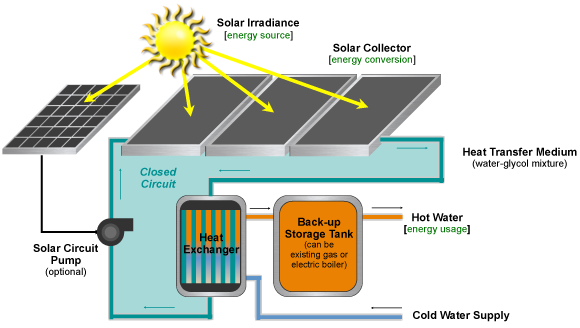 Solar Irradiance
[energy source]
Solar Collector
[energy conversion]
Heat Transfer Medium
(water-glycol mixture)
Closed
Circuit
Solar Circuit
Pump
(optional)
Heat
Exchanger
Back-up
Storage Tank
(can be
existing gas or
electric boiler)
Hot Water
[energy usage]
Cold Water Supply